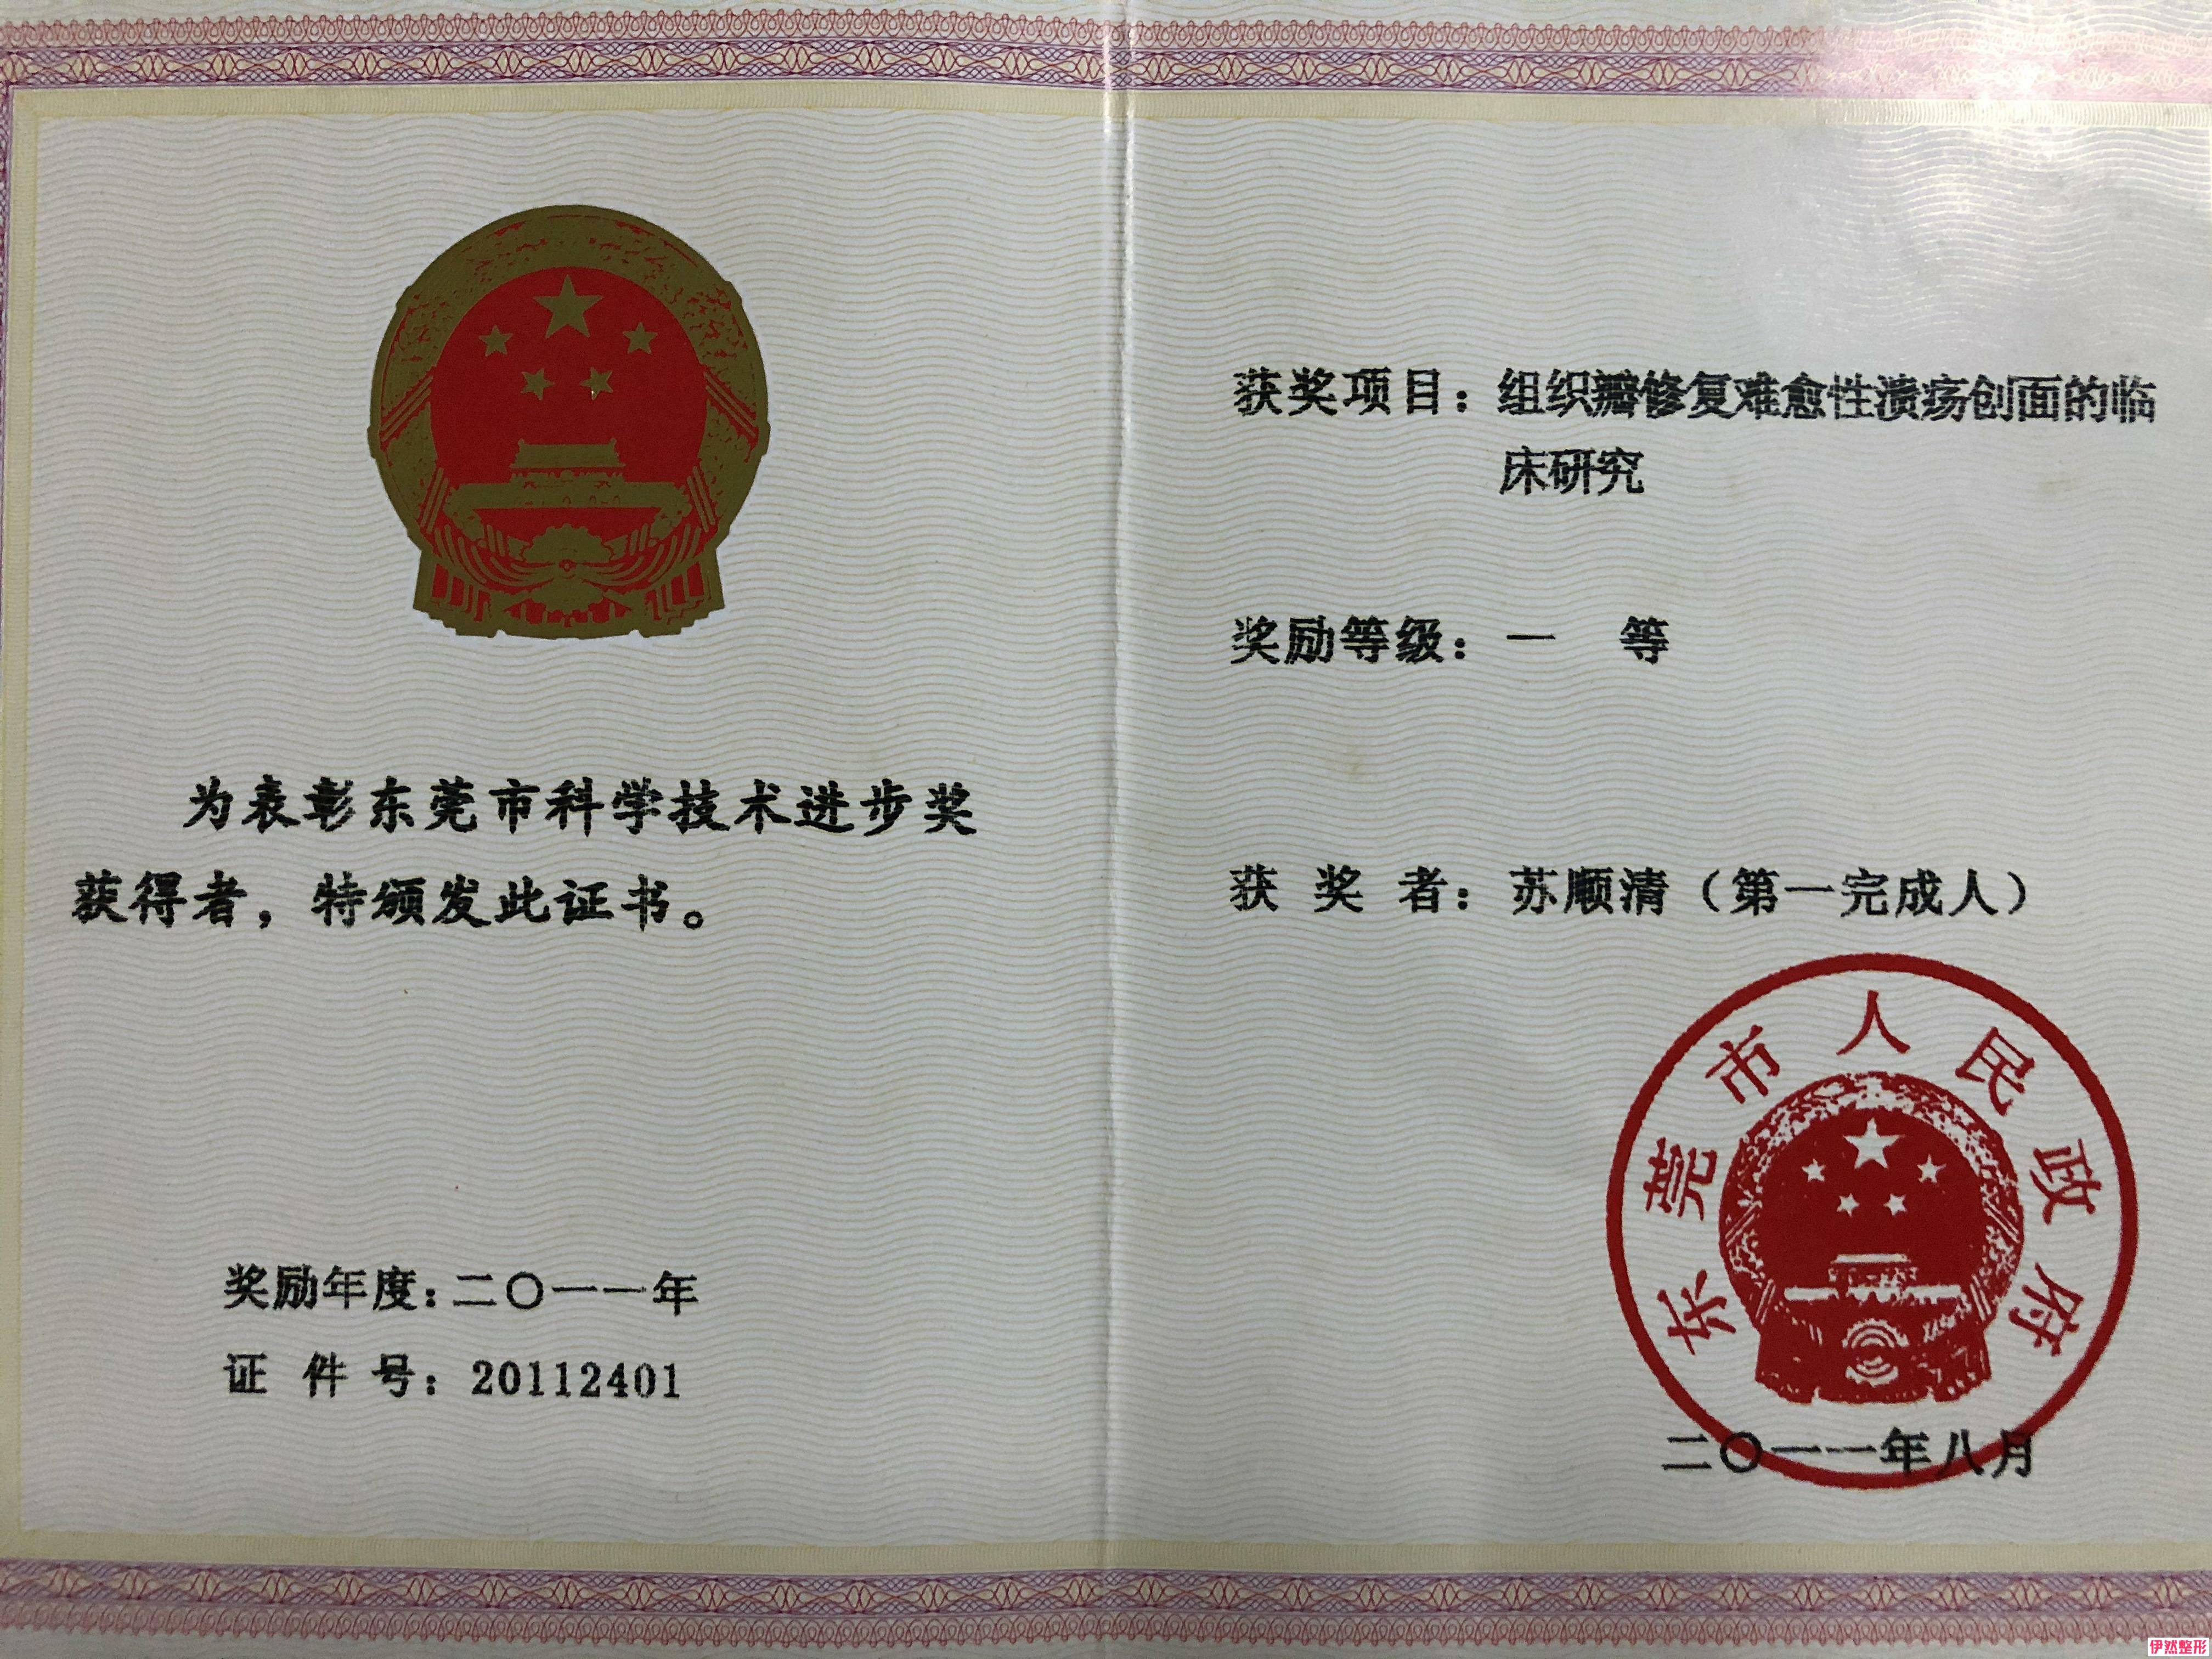 为表彰东莞市科学技术进步奖
获得者，特颁发此证书。
奖励年度：二〇一一年
证 件 号：20112401
获奖项目：组织瓣修复难愈性溃疡创面的临
床研究
奖励等级：一 等
获 奖 者：苏顺清（第一完成人）
东莞市人民政府
二〇一一年八月
伊然整形